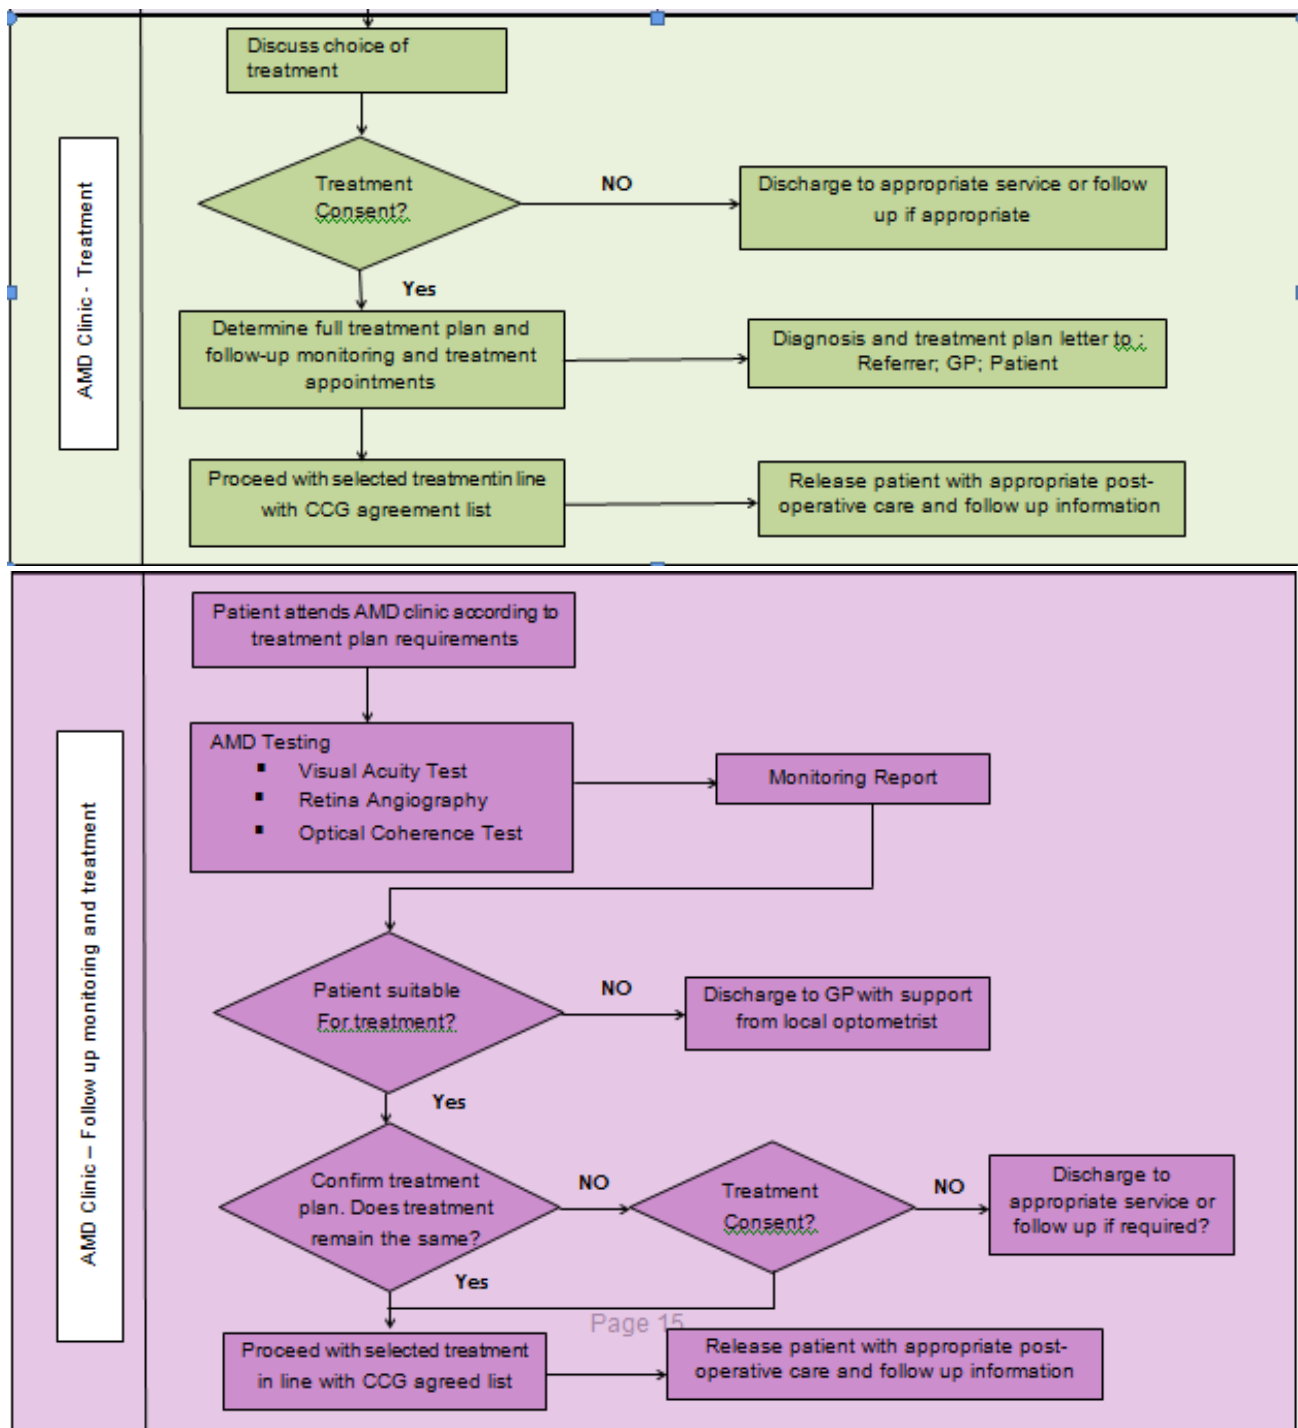 AMD Clinic - Treatment
Discuss choice of
treatment
Treatment
Consent?
NO
Discharge to appropriate service or follow
up if appropriate
Yes
Determine full treatment plan and
follow-up monitoring and treatment
appointments
Diagnosis and treatment plan letter to :
Referrer; GP; Patient
Proceed with selected treatmentin line
with CCG agreement list
Release patient with appropriate post-
operative care and follow up information
AMD Clinic – Follow up monitoring and treatment
Patient attends AMD clinic according to
treatment plan requirements
AMD Testing
▪ Visual Acuity Test
▪ Retina Angiography
▪ Optical Coherence Test
Monitoring Report
Patient suitable
For treatment?
NO
Discharge to GP with support
from local optometrist
Yes
Confirm treatment
plan. Does treatment
remain the same?
NO
Treatment
Consent?
NO
Discharge to
appropriate service or
follow up if required?
Yes
Page 15
Proceed with selected treatment
in line with CCG agreed list
Release patient with appropriate post-
operative care and follow up information